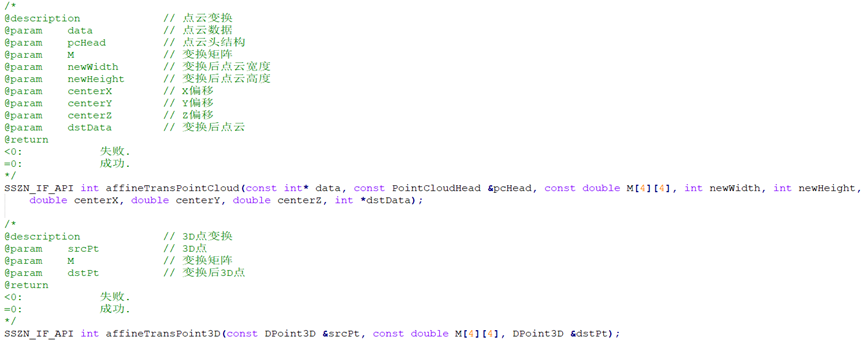 /*
@description // 点云变换
@param data // 点云数据
@param pcHead // 点云头结构
@param M // 变换矩阵
@param newWidth // 变换后点云宽度
@param newHeight // 变换后点云高度
@param centerX // X偏移
@param centerY // Y偏移
@param centerZ // Z偏移
@param dstData // 变换后点云
@return
<0: 失败.
=0: 成功.
*/
SSZN_IF_API int affineTransPointCloud(const int* data, const PointCloudHead &pcHead, const double M[4][4], int newWidth, int newHeight,
double centerX, double centerY, double centerZ, int *dstData);
/*
@description // 3D点变换
@param srcPt // 3D点
@param M // 变换矩阵
@param dstPt // 变换后3D点
@return
<0: 失败.
=0: 成功.
*/
SSZN_IF_API int affineTransPoint3D(const DPoint3D &srcPt, const double M[4][4], DPoint3D &dstPt);